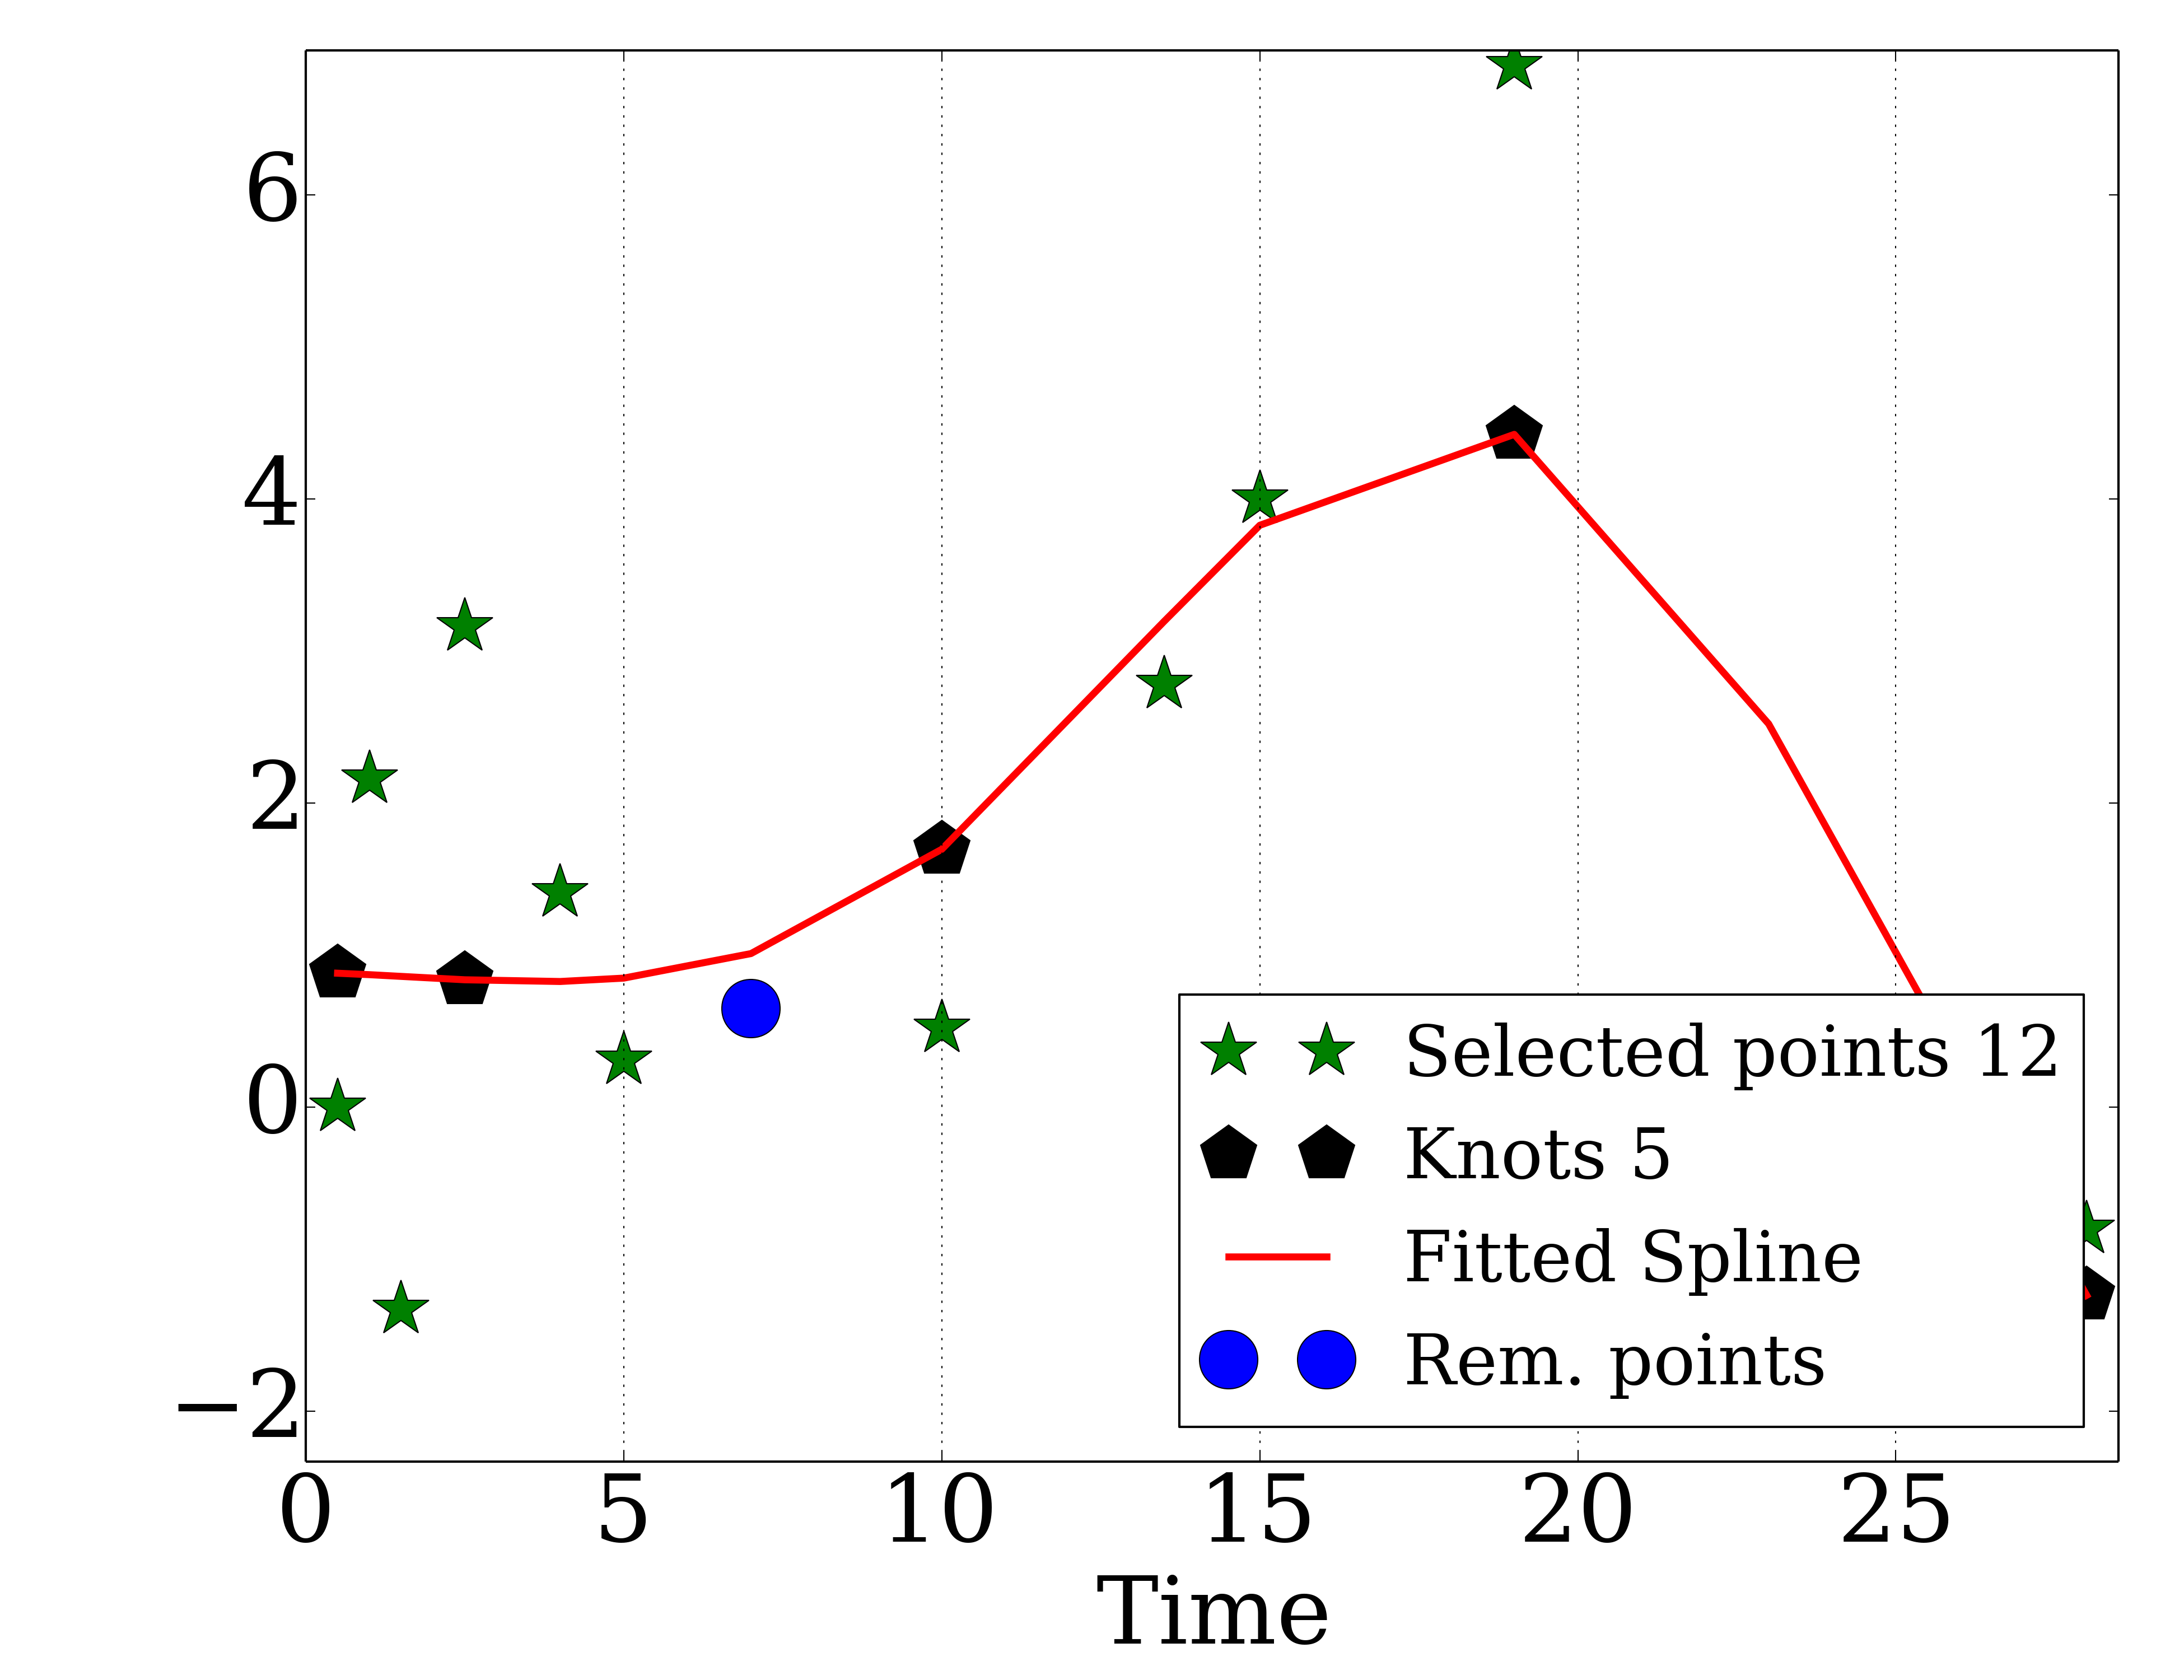 6
4
2
0
−2
Selected points 12
Knots 5
Fitted Spline
Rem. points
0 5 10 15 20 25
Time